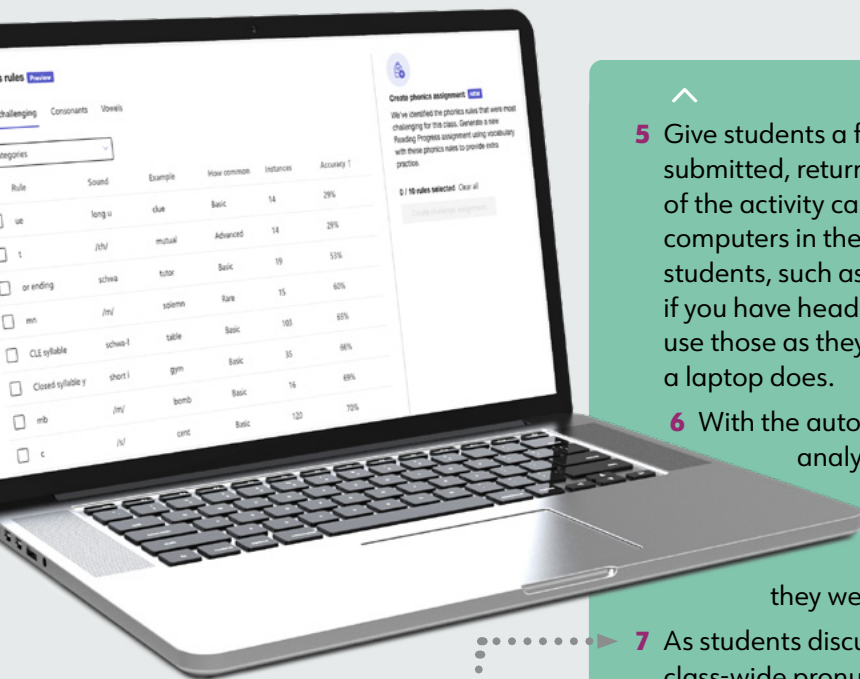 s rules Preview
hallenging Consonants Vowels
tegories
Rule Sound Example How common Instances Accuracy ↑
ue long u clue Basic 14 29%
t /ch/ mutual Advanced 14 29%
or ending schwa tutor Basic 19 53%
mn /m/ solemn Rare 15 60%
CLE syllable schwa-l table Basic 103 65%
Closed syllable y short i gym Basic 35 66%
mb /m/ bomb Basic 16 69%
c /s/ cent Basic 120 70%
Create phonics assignment NEW
We've identified the phonics rules that were most
challenging for this class. Generate a new
Reading Progress assignment using vocabulary
with these phonics rules to provide extra
practice.
0 / 10 rules selected Clear all
Create challenge assignment
5 Give students a f
submitted, return
of the activity ca
computers in the
students, such as
if you have head
use those as they
a laptop does.
6 With the auto
analy
they we
7 As students discu
class-wide pronu